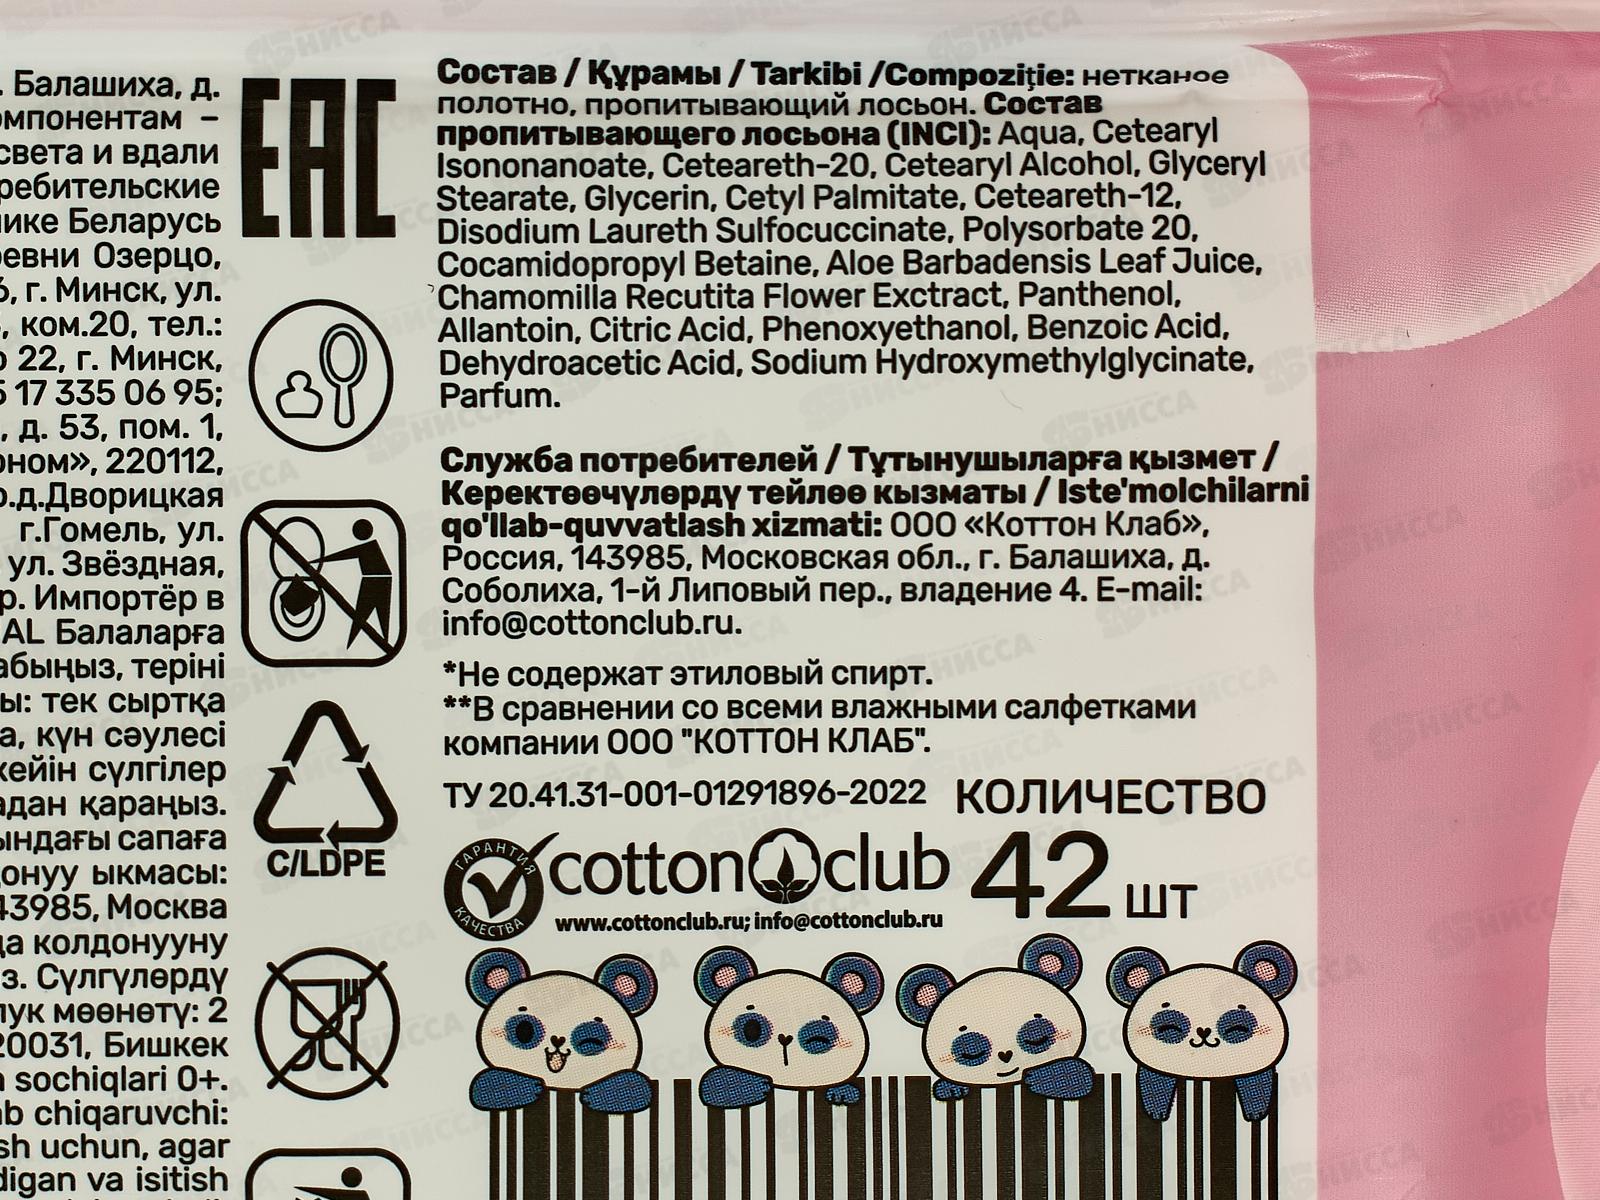 . Балашиха, д.
омпонентам –
света и вдали
ребительские
ике Беларусь
ревни Озерцо,
6, г. Минск, ул.
, ком.20, тел.:
р 22, г. Минск,
5 17 335 06 95;
, д. 53, пом. 1,
оном», 220112,
р.д.Дворицкая
г.Гомель, ул.
ул. Звёздная,
р. Импортёр в
AL Балаларға
абыңыз, теріні
ы: тек сыртқа
а, күн сәулесі
кейін сүлгілер
адан қараңыз.
ындағы сапаға
донуу ыкмасы:
43985, Москва
да колдонууну
з. Сүлгүлөрдү
лук мөөнөтү: 2
20031, Бишкек
sochiqlari 0+.
ab chiqaruvchi:
sh uchun, agar
digan va isitish
EAC
C/LDPE
Состав / Құрамы / Tarkibi /Compoziție: нетканое
полотно, пропитывающий лосьон. Состав
пропитывающего лосьона (INCI): Aqua, Cetearyl
Isononanoate, Ceteareth-20, Cetearyl Alcohol, Glyceryl
Stearate, Glycerin, Cetyl Palmitate, Ceteareth-12,
Disodium Laureth Sulfocuccinate, Polysorbate 20,
Cocamidopropyl Betaine, Aloe Barbadensis Leaf Juice,
Chamomilla Recutita Flower Exctract, Panthenol,
Allantoin, Citric Acid, Phenoxyethanol, Benzoic Acid,
Dehydroacetic Acid, Sodium Hydroxymethylglycinate,
Parfum.
Служба потребителей / Тұтынушыларға қызмет /
Керектөөчүлөрдү тейлөө кызматы / Iste'molchilarni
qo'llab-quvvatlash xizmati: ООО «Коттон Клаб»,
Россия, 143985, Московская обл., г. Балашиха, д.
Соболиха, 1-й Липовый пер., владение 4. E-mail:
info@cottonclub.ru.
*Не содержат этиловый спирт.
**В сравнении со всеми влажными салфетками
компании ООО "КОТТОН КЛАБ".
ТУ 20.41.31-001-01291896-2022 КОЛИЧЕСТВО
42 шт
ГАРАНТИЯ КАЧЕСТВА
cotton club
www.cottonclub.ru; info@cottonclub.ru
НИССА